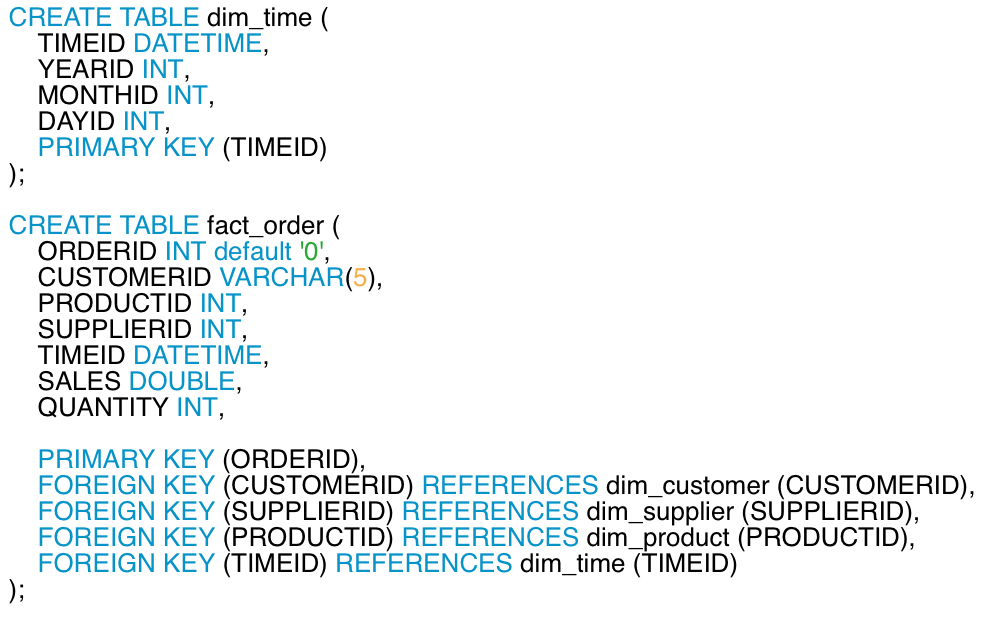 CREATE TABLE dim_time (
TIMEID DATETIME,
YEARID INT,
MONTHID INT,
DAYID INT,
PRIMARY KEY (TIMEID)
);
CREATE TABLE fact_order (
ORDERID INT default '0',
CUSTOMERID VARCHAR(5),
PRODUCTID INT,
SUPPLIERID INT,
TIMEID DATETIME,
SALES DOUBLE,
QUANTITY INT,
PRIMARY KEY (ORDERID),
FOREIGN KEY (CUSTOMERID) REFERENCES dim_customer (CUSTOMERID),
FOREIGN KEY (SUPPLIERID) REFERENCES dim_supplier (SUPPLIERID),
FOREIGN KEY (PRODUCTID) REFERENCES dim_product (PRODUCTID),
FOREIGN KEY (TIMEID) REFERENCES dim_time (TIMEID)
);